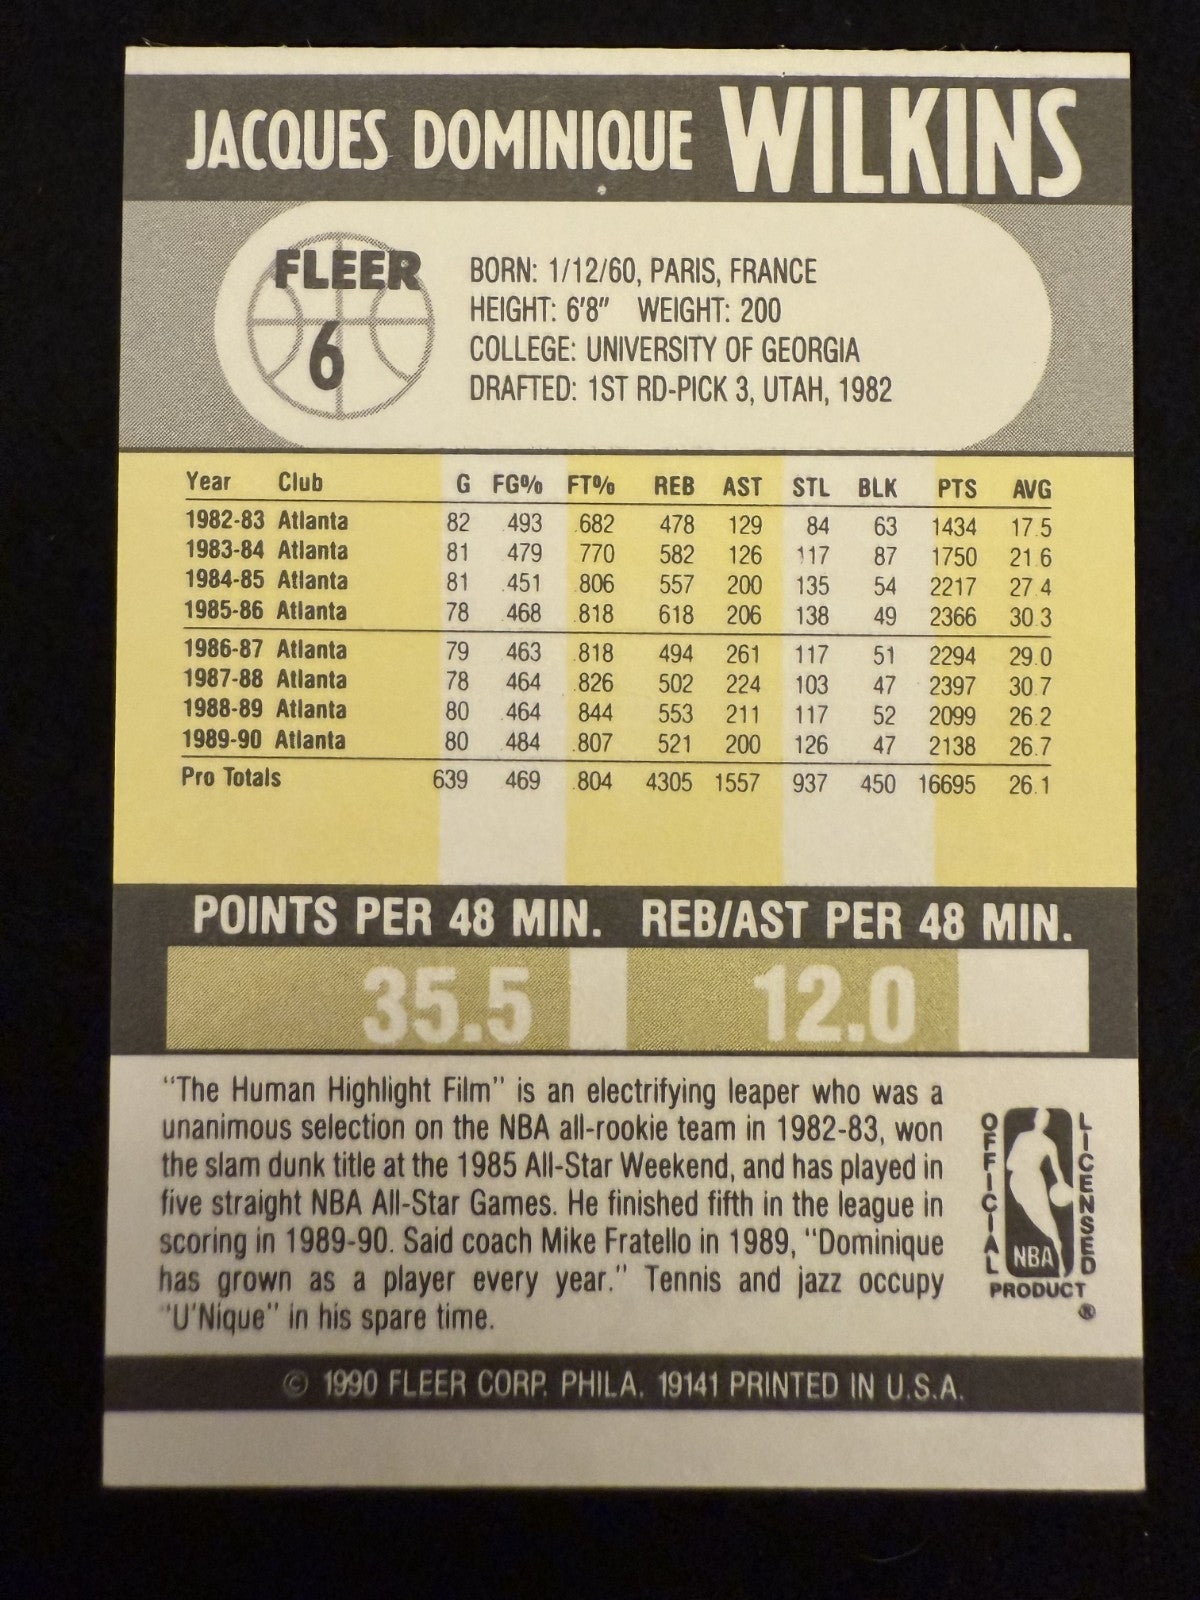 JACQUES DOMINIQUE WILKINS
FLEER
6
BORN: 1/12/60, PARIS, FRANCE
HEIGHT: 6'8" WEIGHT: 200
COLLEGE: UNIVERSITY OF GEORGIA
DRAFTED: 1ST RD-PICK 3, UTAH, 1982
Year Club G FG% FT% REB AST STL BLK PTS AVG
1982-83 Atlanta 82 .493 .682 478 129 84 63 1434 17.5
1983-84 Atlanta 81 .479 .770 582 126 117 87 1750 21.6
1984-85 Atlanta 81 .451 .806 557 200 135 54 2217 27.4
1985-86 Atlanta 78 .468 .818 618 206 138 49 2366 30.3
1986-87 Atlanta 79 .463 .818 494 261 117 51 2294 29.0
1987-88 Atlanta 78 .464 .826 502 224 103 47 2397 30.7
1988-89 Atlanta 80 .464 .844 553 211 117 52 2099 26.2
1989-90 Atlanta 80 .484 .807 521 200 126 47 2138 26.7
Pro Totals 639 .469 .804 4305 1557 937 450 16695 26.1
POINTS PER 48 MIN. REB/AST PER 48 MIN.
35.5 12.0
"The Human Highlight Film" is an electrifying leaper who was a
unanimous selection on the NBA all-rookie team in 1982-83, won
the slam dunk title at the 1985 All-Star Weekend, and has played in
five straight NBA All-Star Games. He finished fifth in the league in
scoring in 1989-90. Said coach Mike Fratello in 1989, "Dominique
has grown as a player every year." Tennis and jazz occupy
"U'Nique" in his spare time.
OFFICIAL LICENSED
NBA
PRODUCT
®
© 1990 FLEER CORP. PHILA. 19141 PRINTED IN U.S.A.